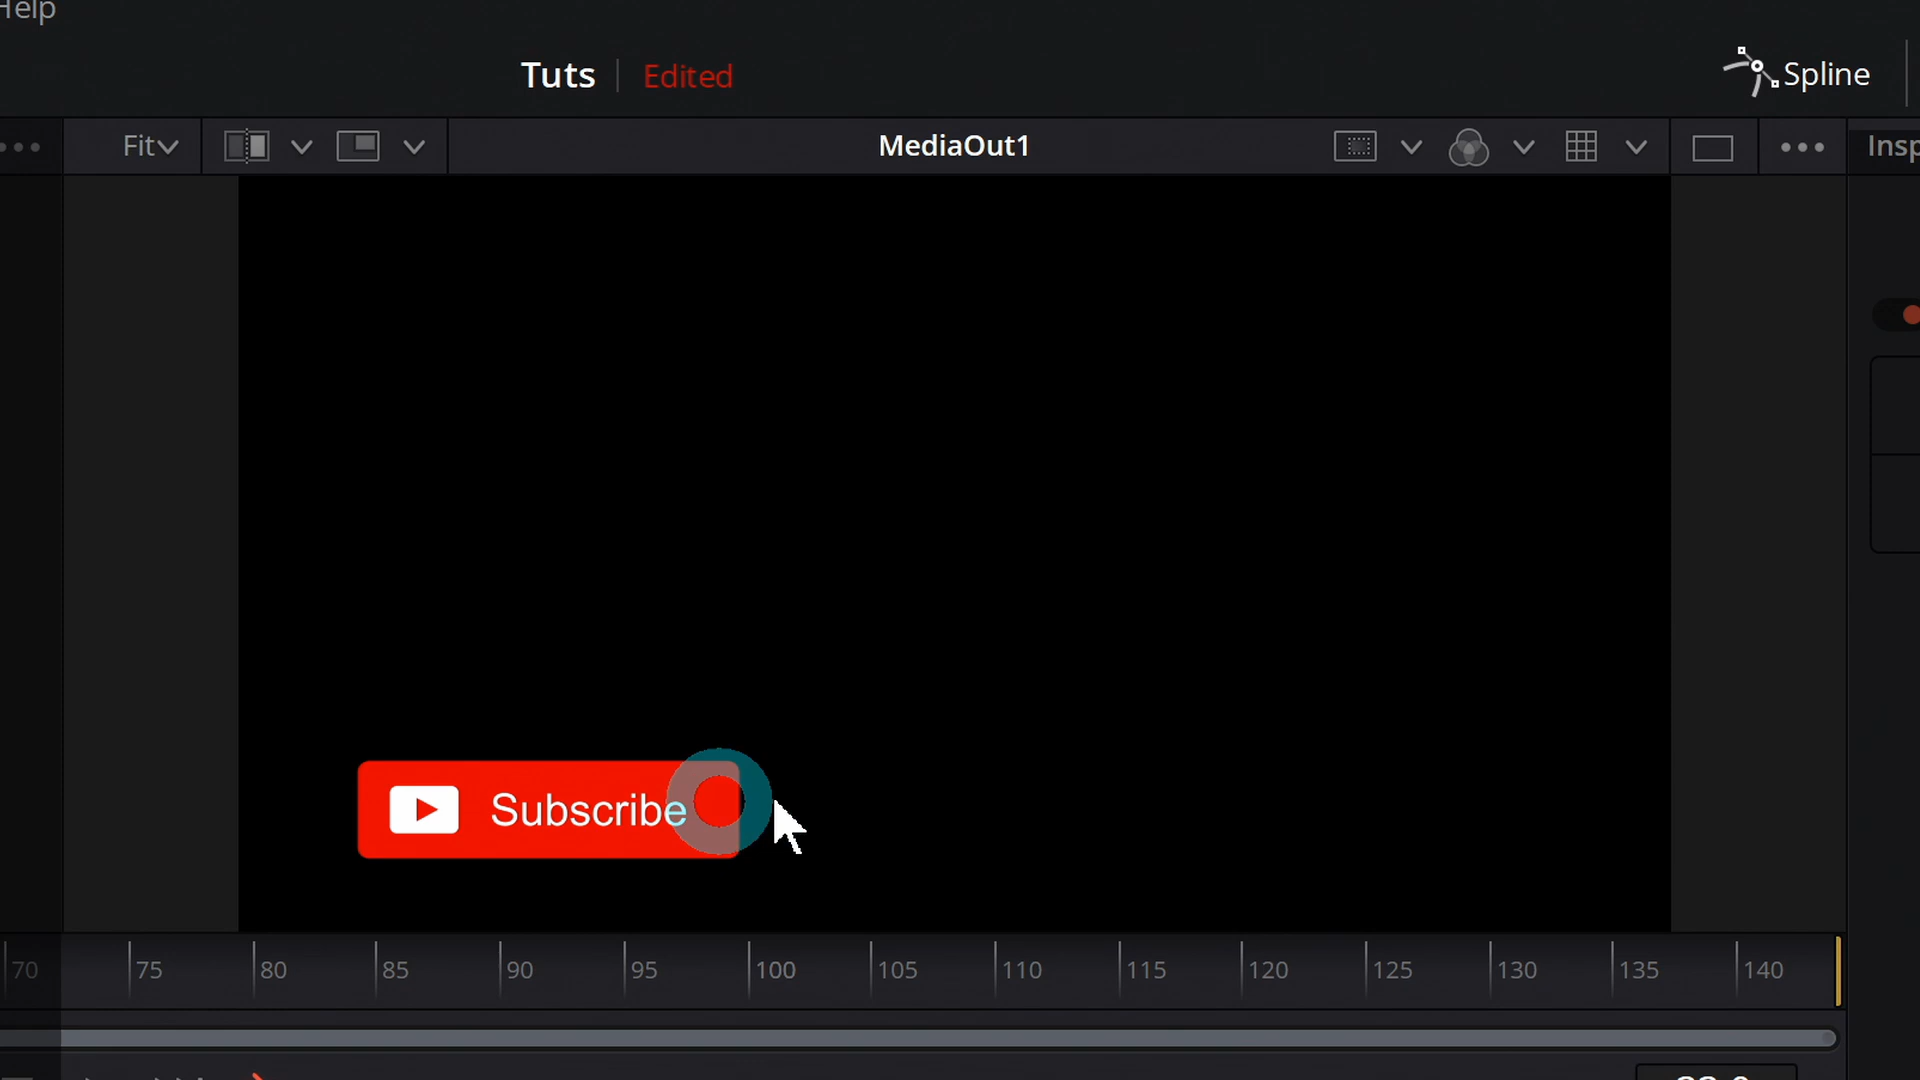 Help
Tuts | Edited
Spline
Fit
MediaOut1
Insp
Subscribe
70 75 80 85 90 95 100 105 110 115 120 125 130 135 140